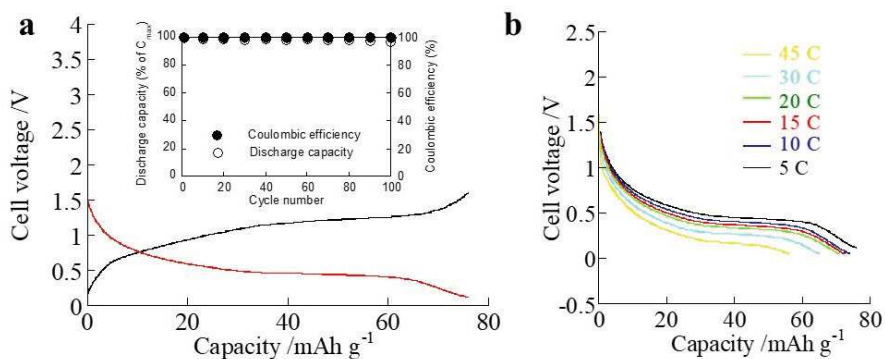 a
4
3.5
3
2.5
2
1.5
1
0.5
0
Cell voltage /V
0 20 40 60 80
Capacity /mAh g-1
100
80
60
40
20
0
Discharge capacity (% of Cmax)
100
80
60
40
20
0
Coulombic efficiency (%)
Coulombic efficiency
Discharge capacity
0 20 40 60 80 100
Cycle number
b
2.5
2
1.5
1
0.5
0
-0.5
Cell voltage /V
45 C
30 C
20 C
15 C
10 C
5 C
0 20 40 60 80
Capacity /mAh g-1